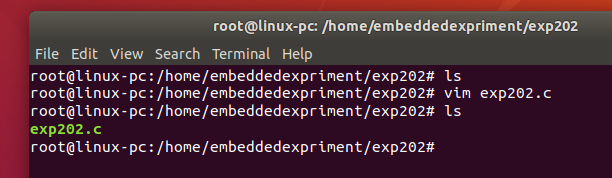 root@linux-pc: /home/embeddedexpriment/exp202
File Edit View Search Terminal Help
root@linux-pc:/home/embeddedexpriment/exp202# ls
root@linux-pc:/home/embeddedexpriment/exp202# vim exp202.c
root@linux-pc:/home/embeddedexpriment/exp202# ls
exp202.c
root@linux-pc:/home/embeddedexpriment/exp202#